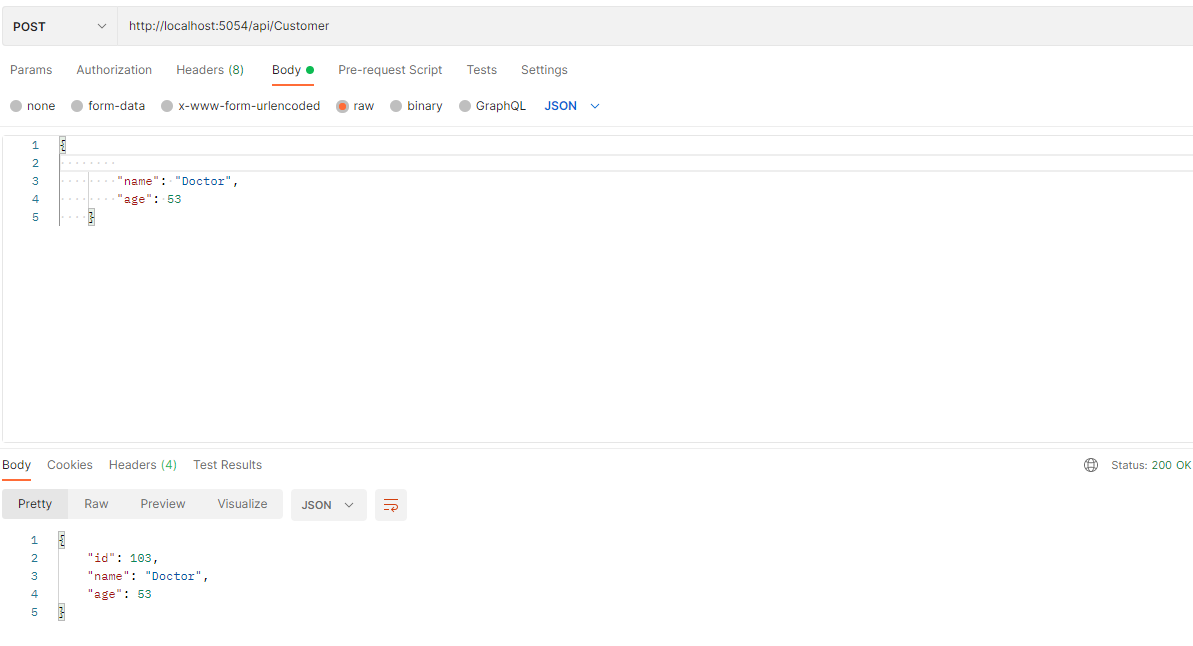 POST http://localhost:5054/api/Customer
Params Authorization Headers (8) Body Pre-request Script Tests Settings
none form-data x-www-form-urlencoded raw binary GraphQL JSON
1 {
2
3 "name": "Doctor",
4 "age": 53
5 }
Body Cookies Headers (4) Test Results Status: 200 OK
Pretty Raw Preview Visualize JSON
1 {
2 "id": 103,
3 "name": "Doctor",
4 "age": 53
5 }